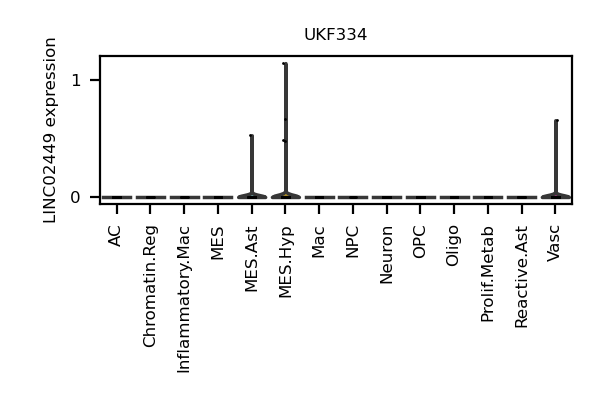 UKF334
LINC02449 expression
1
0
AC
Chromatin.Reg
Inflammatory.Mac
MES
MES.Ast
MES.Hyp
Mac
NPC
Neuron
OPC
Oligo
Prolif.Metab
Reactive.Ast
Vasc